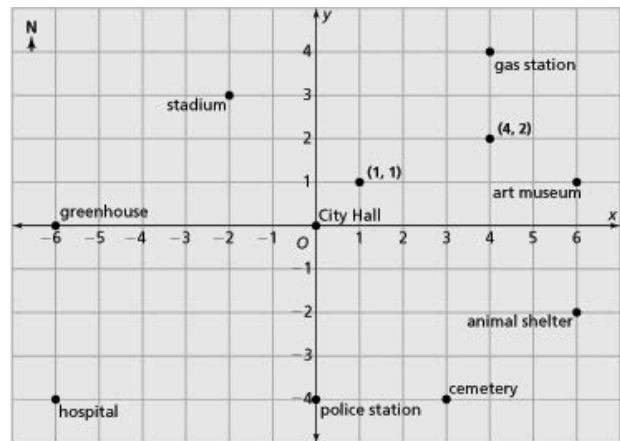 N
y
4
gas station
3
stadium
2
(4, 2)
1
(1, 1)
art museum
greenhouse
City Hall
x
−6 −5 −4 −3 −2 −1 O 1 2 3 4 5 6
−1
−2
animal shelter
−3
cemetery
−4
hospital
police station